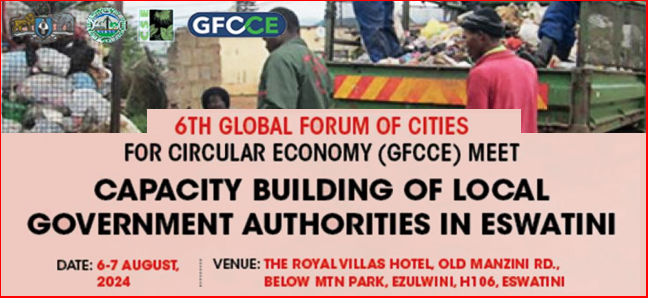 GFCCE
6TH GLOBAL FORUM OF CITIES
FOR CIRCULAR ECONOMY (GFCCE) MEET
CAPACITY BUILDING OF LOCAL
GOVERNMENT AUTHORITIES IN ESWATINI
DATE: 6-7 AUGUST,
2024
VENUE: THE ROYAL VILLAS HOTEL, OLD MANZINI RD.,
BELOW MTN PARK, EZULWINI, H106, ESWATINI